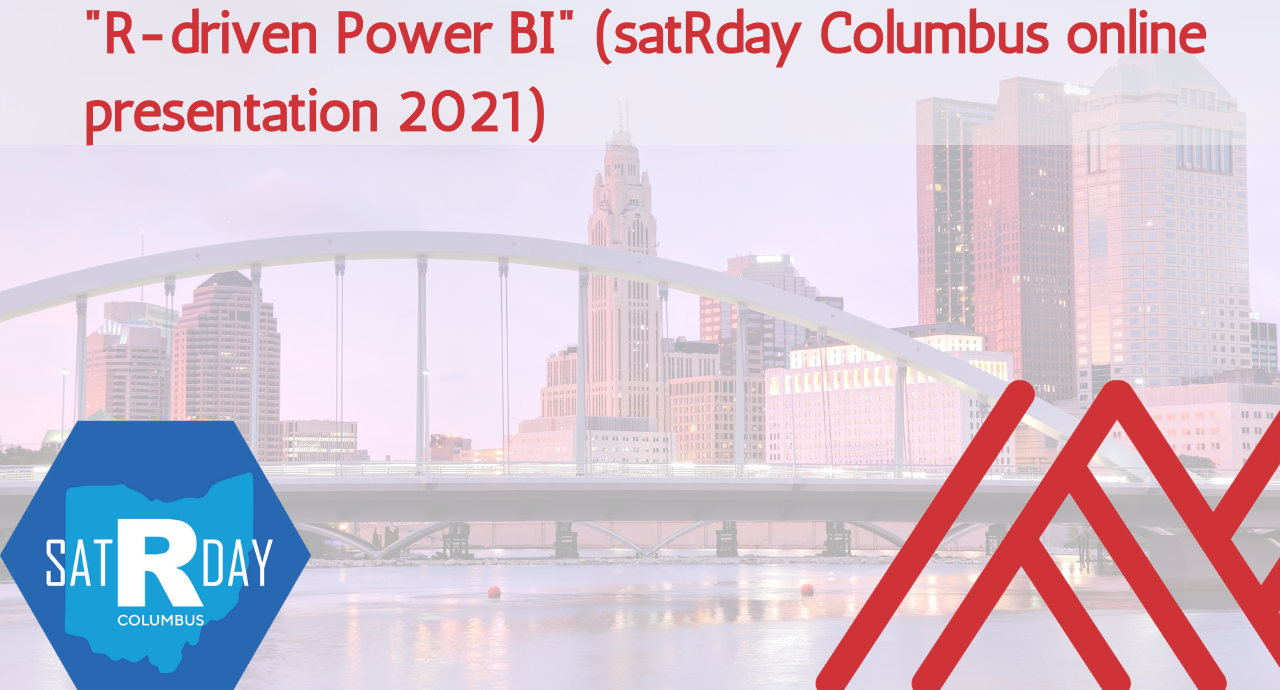 "R-driven Power BI" (satRday Columbus online
presentation 2021)
SATRDAY
COLUMBUS